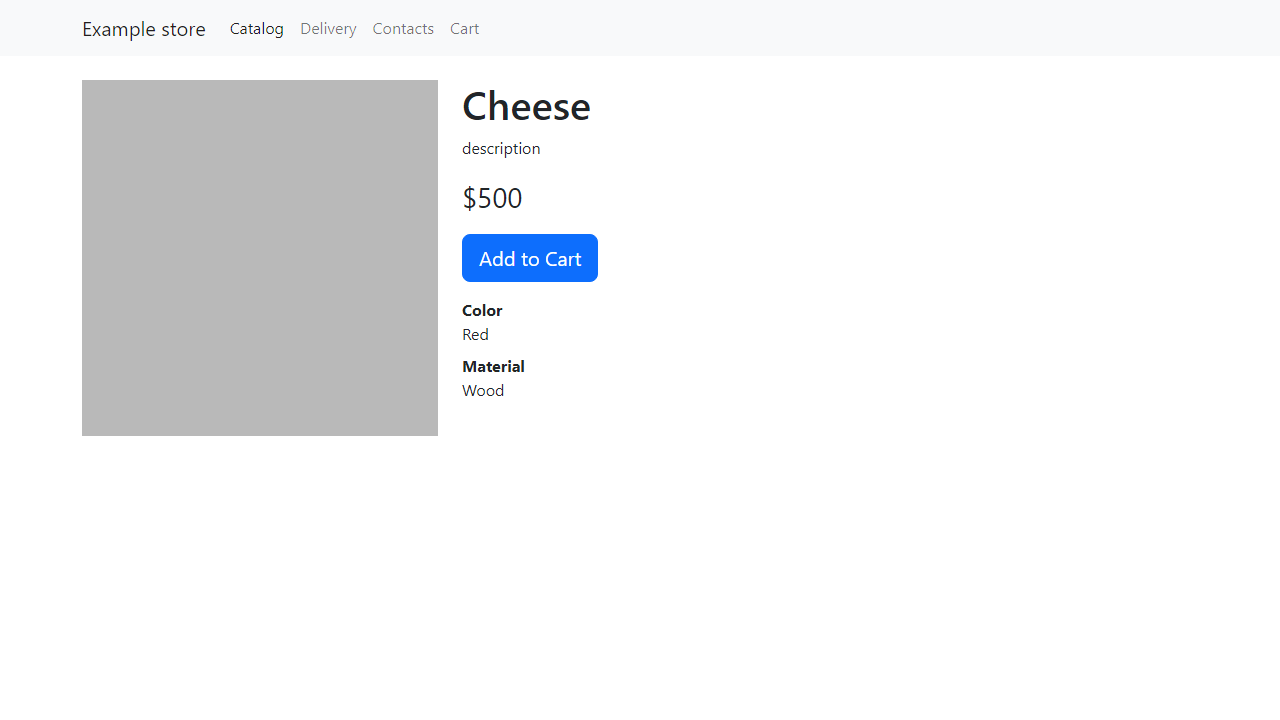 Example store Catalog Delivery Contacts Cart
Cheese
description
$500
Add to Cart
Color
Red
Material
Wood